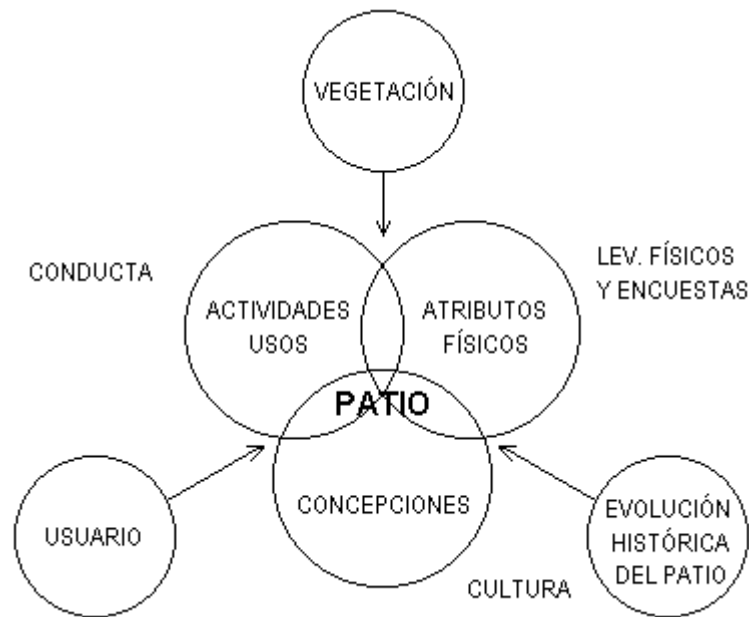 VEGETACIÓN
CONDUCTA
LEV. FÍSICOS
Y ENCUESTAS
ACTIVIDADES
USOS
ATRIBUTOS
FÍSICOS
PATIO
CONCEPCIONES
USUARIO
EVOLUCIÓN
HISTÓRICA
DEL PATIO
CULTURA